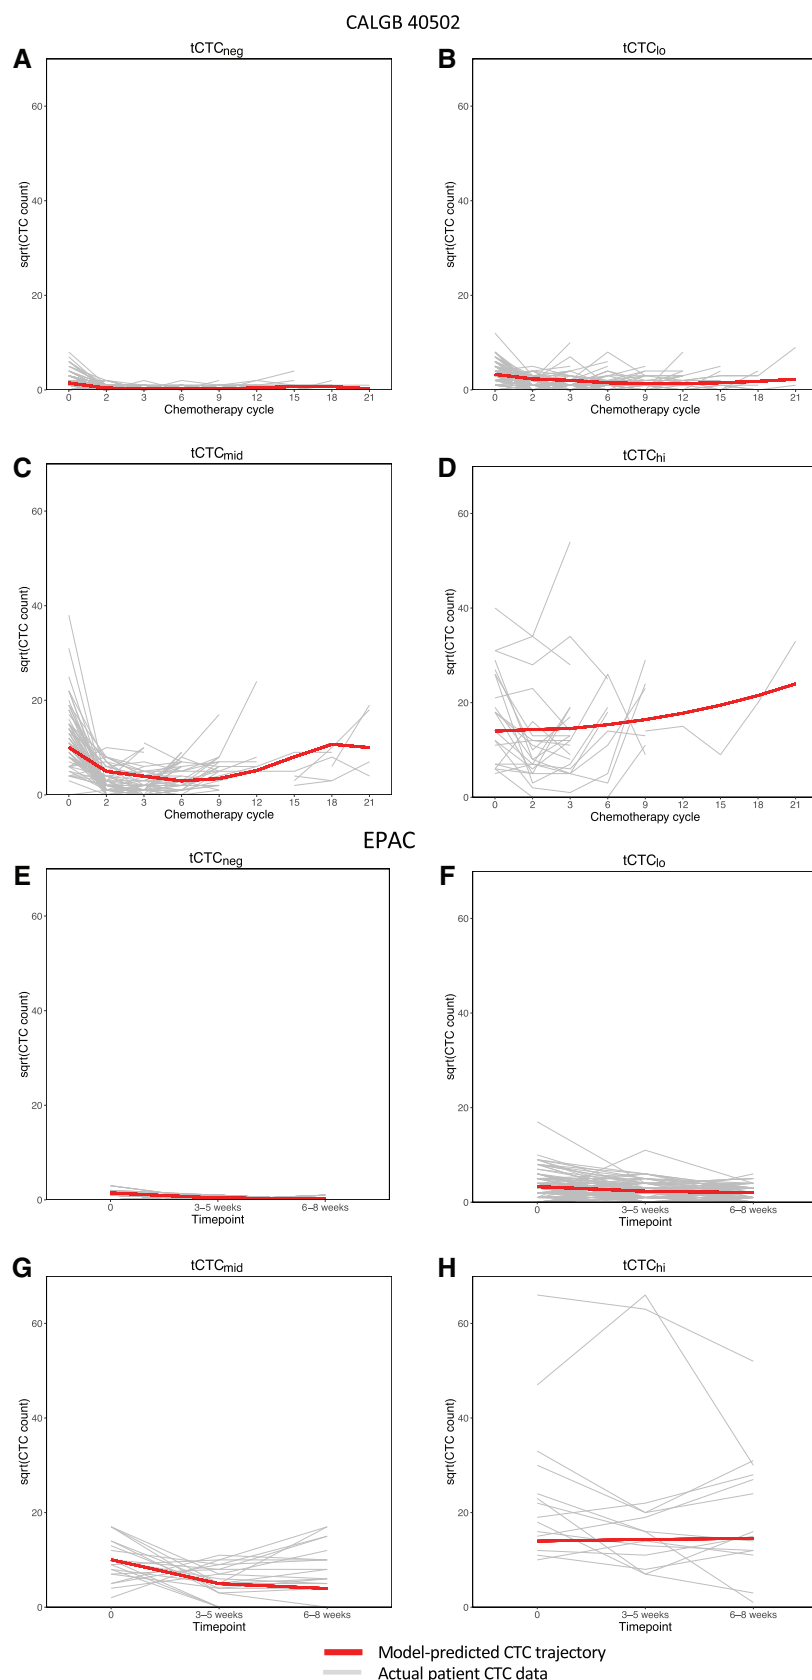 CALGB 40502
A
tCTCneg
60
40
20
0
sqrt(CTC count)
0 2 3 6 9 12 15 18 21
Chemotherapy cycle
B
tCTClo
60
40
20
0
sqrt(CTC count)
0 2 3 6 9 12 15 18 21
Chemotherapy cycle
C
tCTCmid
60
40
20
0
sqrt(CTC count)
0 2 3 6 9 12 15 18 21
Chemotherapy cycle
D
tCTChi
60
40
20
0
sqrt(CTC count)
0 2 3 6 9 12 15 18 21
Chemotherapy cycle
EPAC
E
tCTCneg
60
40
20
0
sqrt(CTC count)
0 3–5 weeks 6–8 weeks
Timepoint
F
tCTClo
60
40
20
0
sqrt(CTC count)
0 3–5 weeks 6–8 weeks
Timepoint
G
tCTCmid
60
40
20
0
sqrt(CTC count)
0 3–5 weeks 6–8 weeks
Timepoint
H
tCTChi
60
40
20
0
sqrt(CTC count)
0 3–5 weeks 6–8 weeks
Timepoint
Model-predicted CTC trajectory
Actual patient CTC data